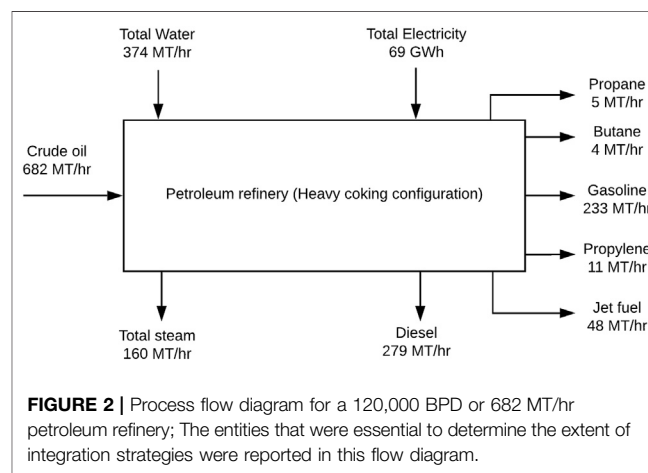 Total Water
374 MT/hr
Total Electricity
69 GWh
Propane
5 MT/hr
Butane
4 MT/hr
Crude oil
682 MT/hr
Petroleum refinery (Heavy coking configuration)
Gasoline
233 MT/hr
Propylene
11 MT/hr
Jet fuel
48 MT/hr
Total steam
160 MT/hr
Diesel
279 MT/hr
FIGURE 2 | Process flow diagram for a 120,000 BPD or 682 MT/hr
petroleum refinery; The entities that were essential to determine the extent of
integration strategies were reported in this flow diagram.